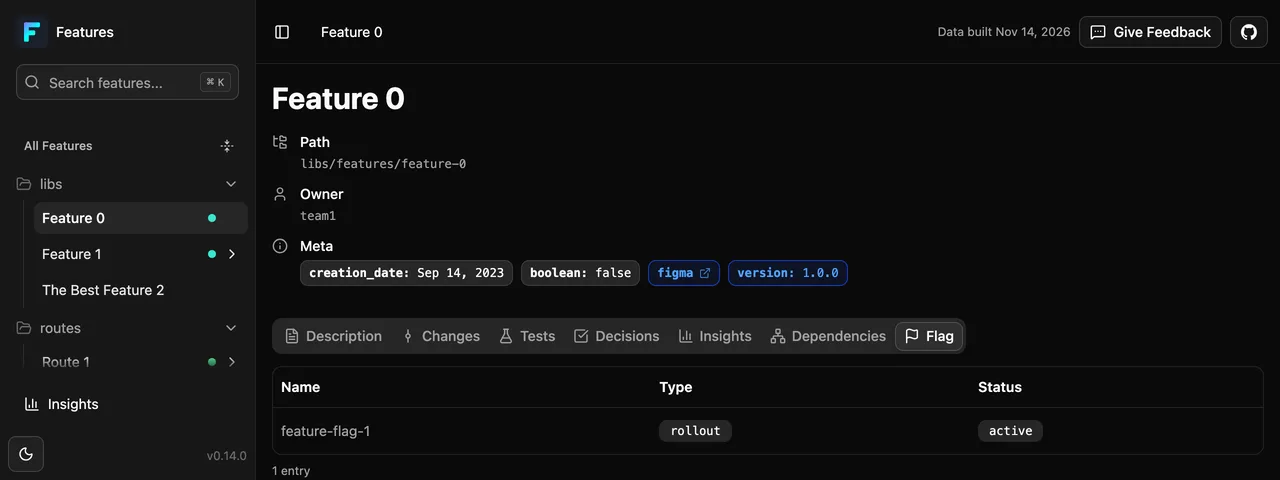 Features
Search features...
⌘ K
All Features
libs
Feature 0
Feature 1
The Best Feature 2
routes
Route 1
Insights
v0.14.0
Feature 0
Data built Nov 14, 2026
Give Feedback
Feature 0
Path
libs/features/feature-0
Owner
team1
Meta
creation_date: Sep 14, 2023 boolean: false figma version: 1.0.0
Description Changes Tests Decisions Insights Dependencies Flag
Name Type Status
feature-flag-1 rollout active
1 entry